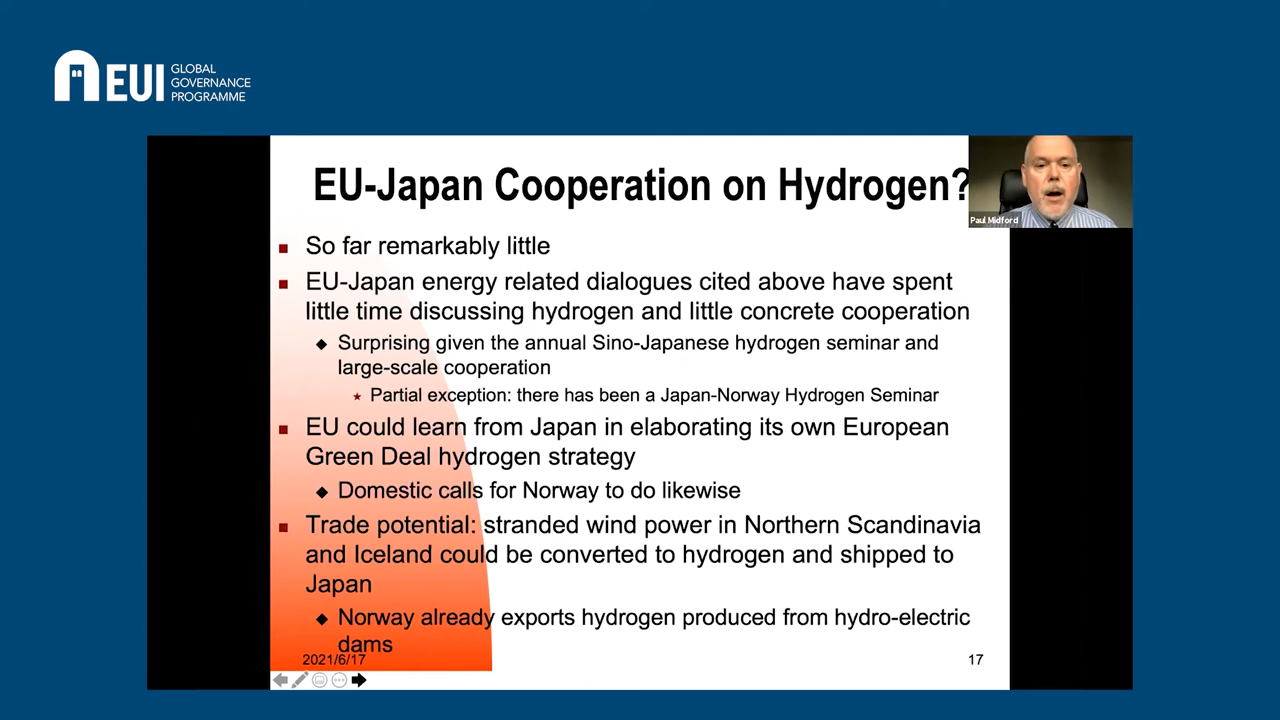 EUI
GLOBAL
GOVERNANCE
PROGRAMME
EU-Japan Cooperation on Hydrogen?
Paul Midford
So far remarkably little
EU-Japan energy related dialogues cited above have spent
little time discussing hydrogen and little concrete cooperation
Surprising given the annual Sino-Japanese hydrogen seminar and
large-scale cooperation
Partial exception: there has been a Japan-Norway Hydrogen Seminar
EU could learn from Japan in elaborating its own European
Green Deal hydrogen strategy
Domestic calls for Norway to do likewise
Trade potential: stranded wind power in Northern Scandinavia
and Iceland could be converted to hydrogen and shipped to
Japan
Norway already exports hydrogen produced from hydro-electric
dams
2021/6/17
17